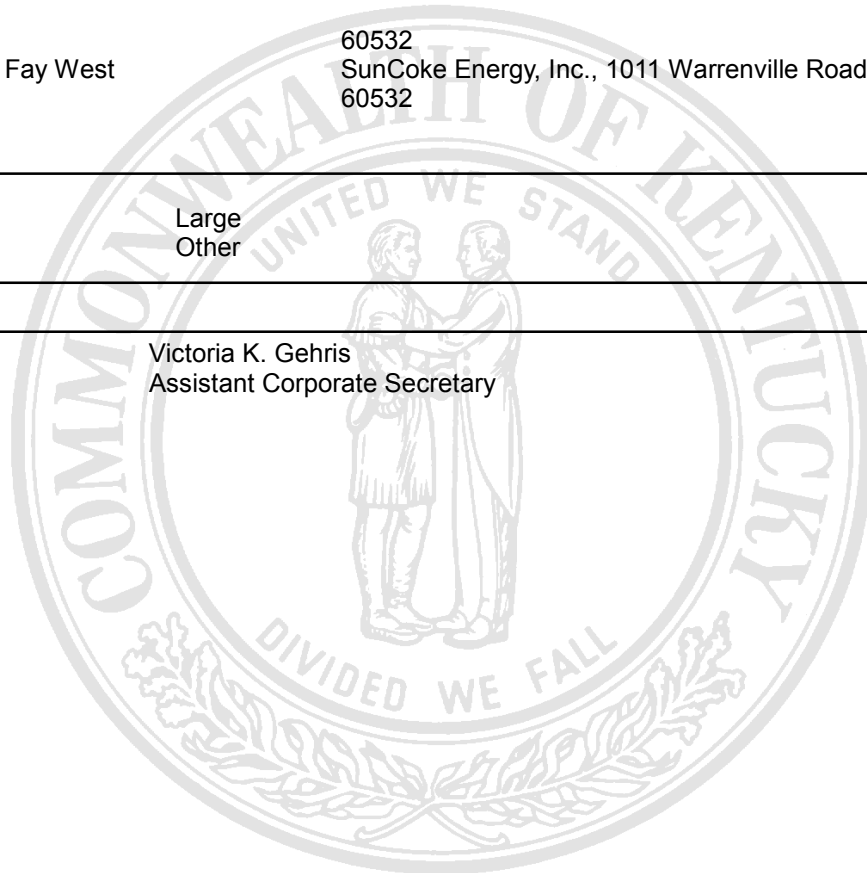 60532
Fay West SunCoke Energy, Inc., 1011 Warrenville Road
60532
Large
Other
Victoria K. Gehris
Assistant Corporate Secretary
COMMONWEALTH OF KENTUCKY
UNITED WE STAND
DIVIDED WE FALL